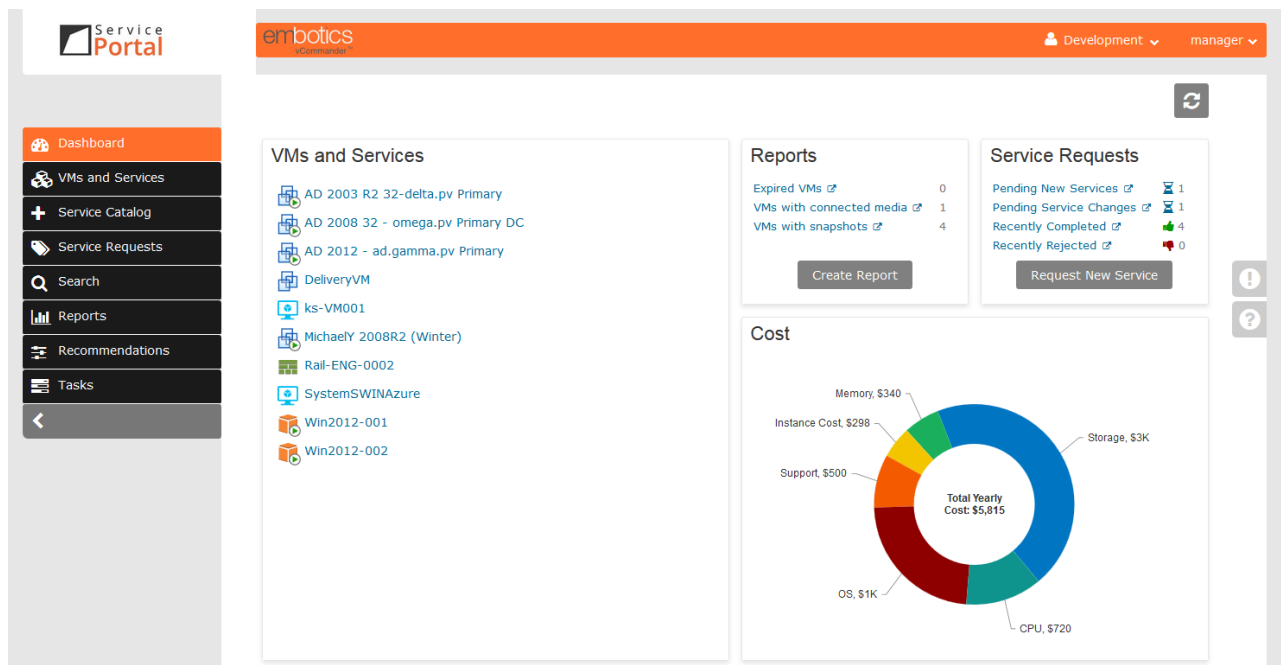 Service
Portal
embotics
vCommander™
Development
manager
Dashboard
VMs and Services
Service Catalog
Service Requests
Search
Reports
Recommendations
Tasks
VMs and Services
AD 2003 R2 32-delta.pv Primary
AD 2008 32 - omega.pv Primary DC
AD 2012 - ad.gamma.pv Primary
DeliveryVM
ks-VM001
MichaelY 2008R2 (Winter)
Rail-ENG-0002
SystemSWINAzure
Win2012-001
Win2012-002
Reports
Expired VMs 0
VMs with connected media 1
VMs with snapshots 4
Create Report
Service Requests
Pending New Services 1
Pending Service Changes 1
Recently Completed 4
Recently Rejected 0
Request New Service
Cost
Memory, $340
Instance Cost, $298
Storage, $3K
Support, $500
Total Yearly
Cost: $5,815
OS, $1K
CPU, $720